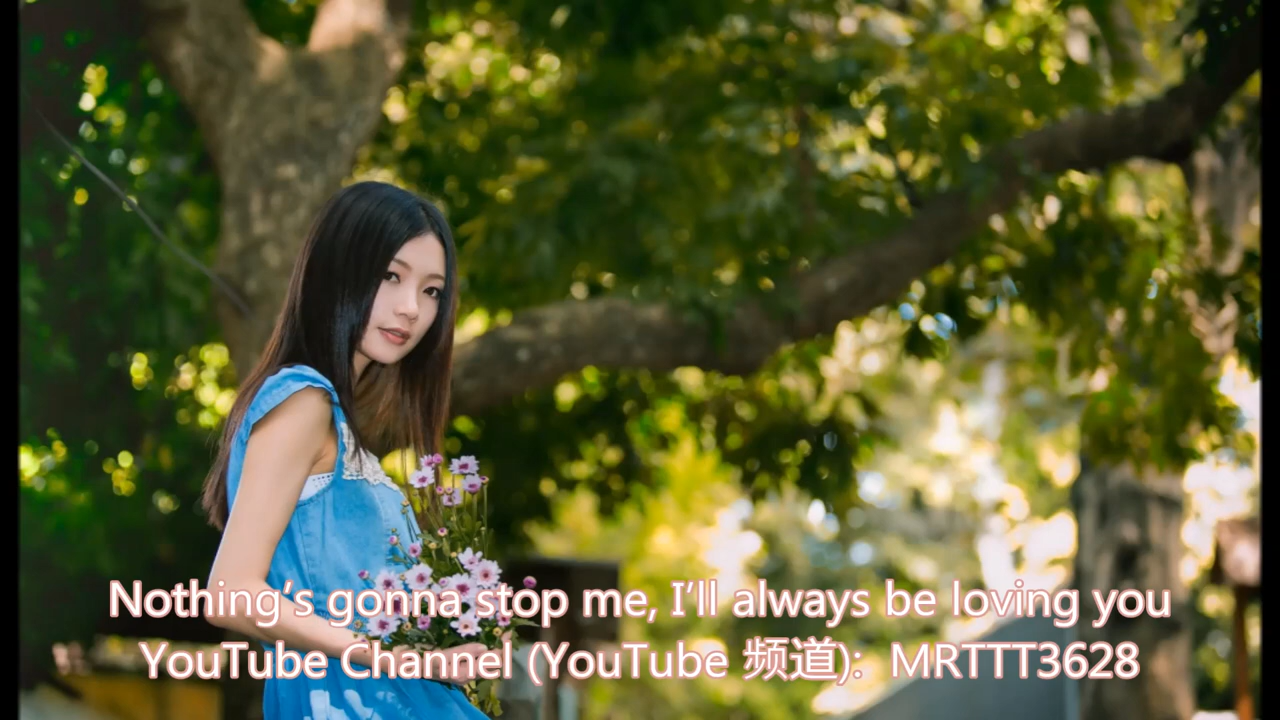 Nothing’s gonna stop me, I’ll always be loving you
YouTube Channel (YouTube 频道):  MRTTT3628